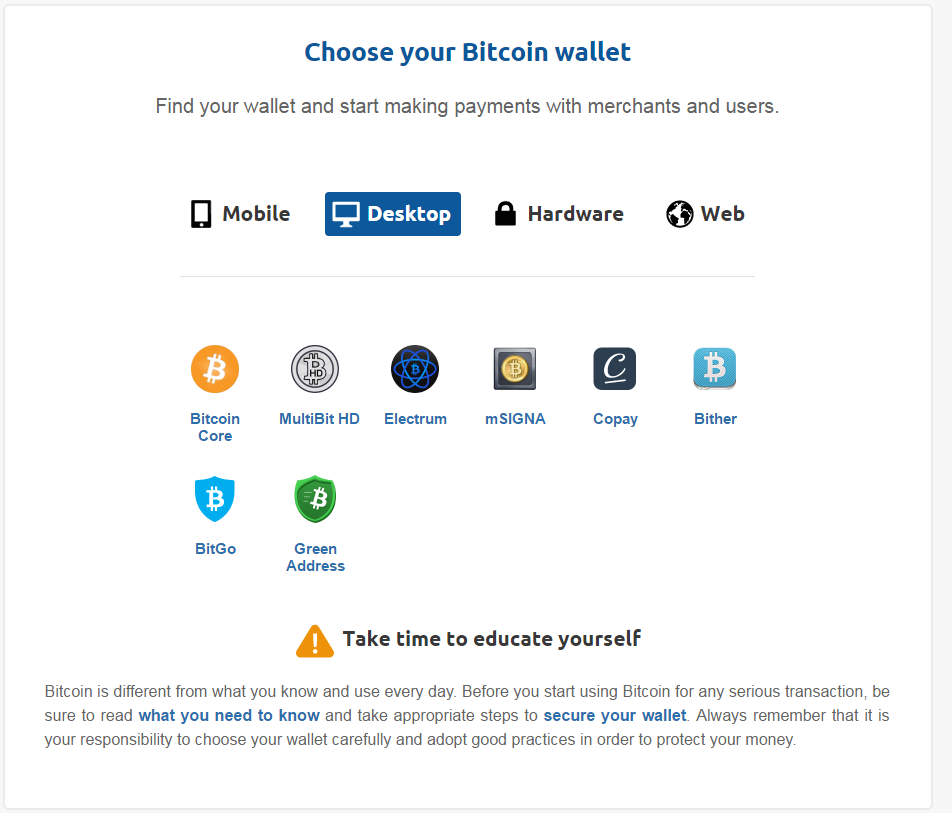 Choose your Bitcoin wallet
Find your wallet and start making payments with merchants and users.
Mobile Desktop Hardware Web
HD
Bitcoin Core
MultiBit HD
Electrum
mSIGNA
Copay
Bither
BitGo
Green Address
Take time to educate yourself
Bitcoin is different from what you know and use every day. Before you start using Bitcoin for any serious transaction, be
sure to read what you need to know and take appropriate steps to secure your wallet. Always remember that it is
your responsibility to choose your wallet carefully and adopt good practices in order to protect your money.